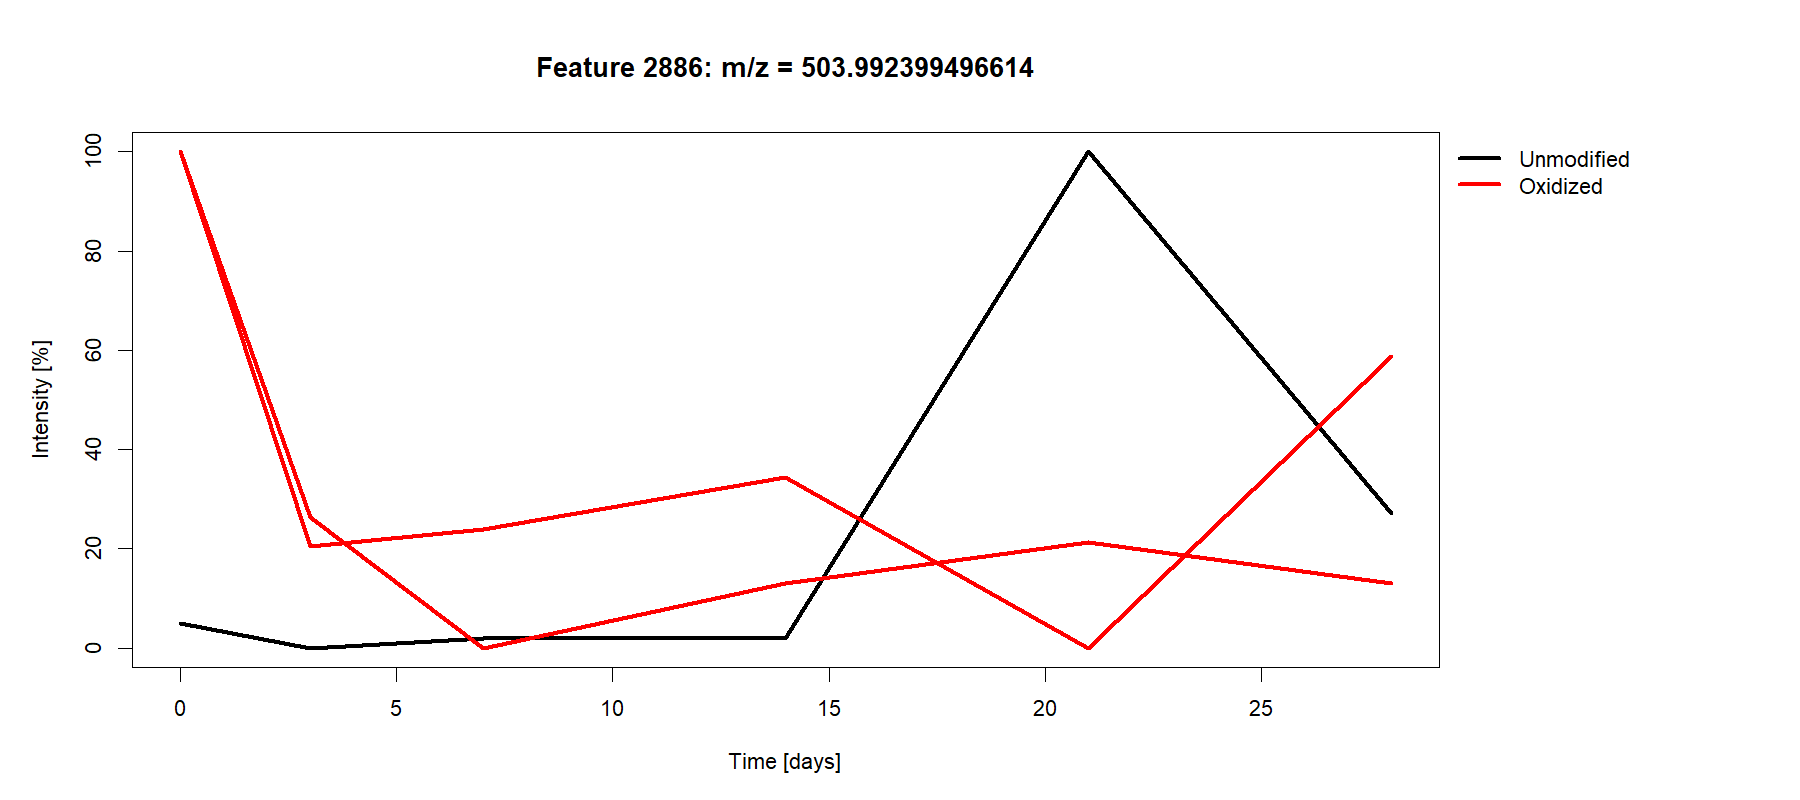 Feature 2886: m/z = 503.992399496614
Unmodified
Oxidized
Intensity [%]
100
80
60
40
20
0
0 5 10 15 20 25
Time [days]